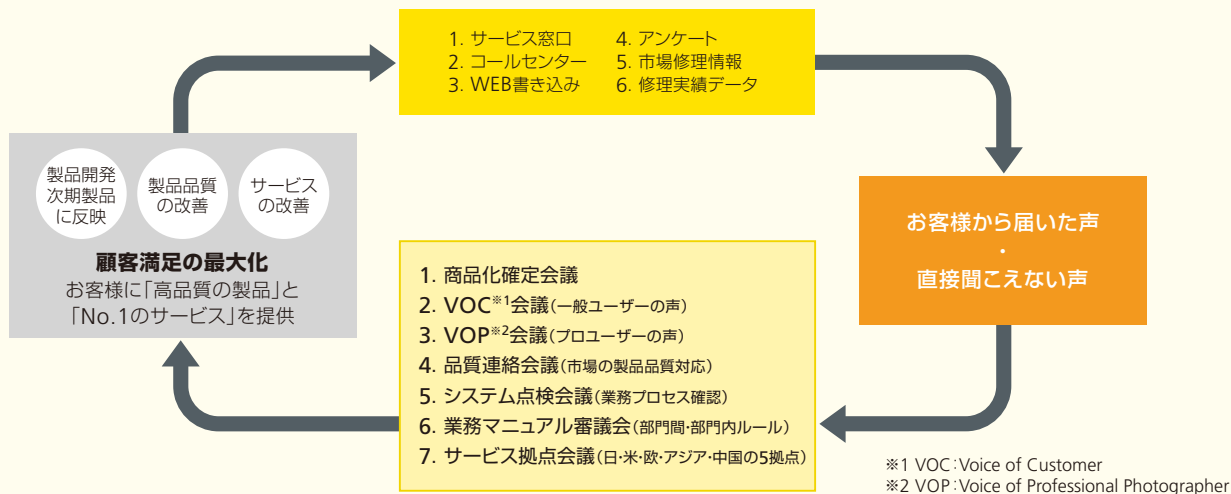 1. サービス窓口
2. コールセンター
3. WEB書き込み
4. アンケート
5. 市場修理情報
6. 修理実績データ
お客様から届いた声
・
直接聞こえない声
1. 商品化確定会議
2. VOC※1会議(一般ユーザーの声)
3. VOP※2会議(プロユーザーの声)
4. 品質連絡会議(市場の製品品質対応)
5. システム点検会議(業務プロセス確認)
6. 業務マニュアル審議会(部門間・部門内ルール)
7. サービス拠点会議(日・米・欧・アジア・中国の5拠点)
製品開発
次期製品
に反映
製品品質
の改善
サービス
の改善
顧客満足の最大化
お客様に「高品質の製品」と
「No.1のサービス」を提供
※1 VOC:Voice of Customer
※2 VOP:Voice of Professional Photographer